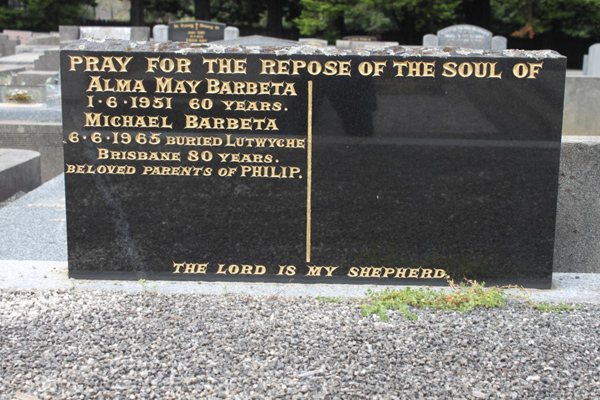 PRAY FOR THE REPOSE OF THE SOUL OF
ALMA MAY BARBETA
1·6·1951 60 YEARS.
MICHAEL BARBETA
6·6·1965 BURIED LUTWYCHE
BRISBANE 80 YEARS.
BELOVED PARENTS OF PHILIP.
THE LORD IS MY SHEPHERD.